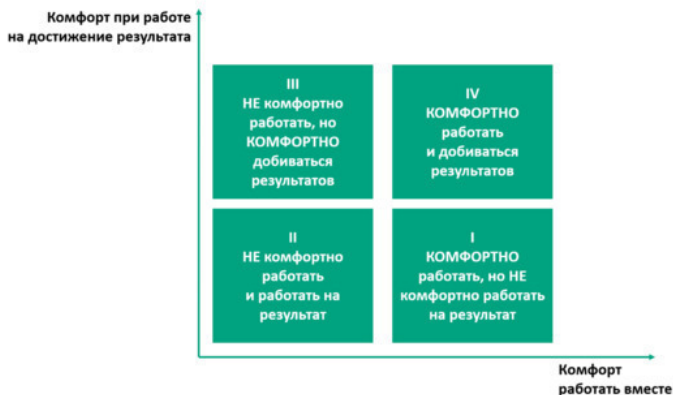 Комфорт при работе
на достижение результата
III
НЕ комфортно
работать, но
КОМФОРТНО
добиваться
результатов
IV
КОМФОРТНО
работать
и добиваться
результатов
II
НЕ комфортно
работать
и работать на
результат
I
КОМФОРТНО
работать, но НЕ
комфортно работать
на результат
Комфорт
работать вместе